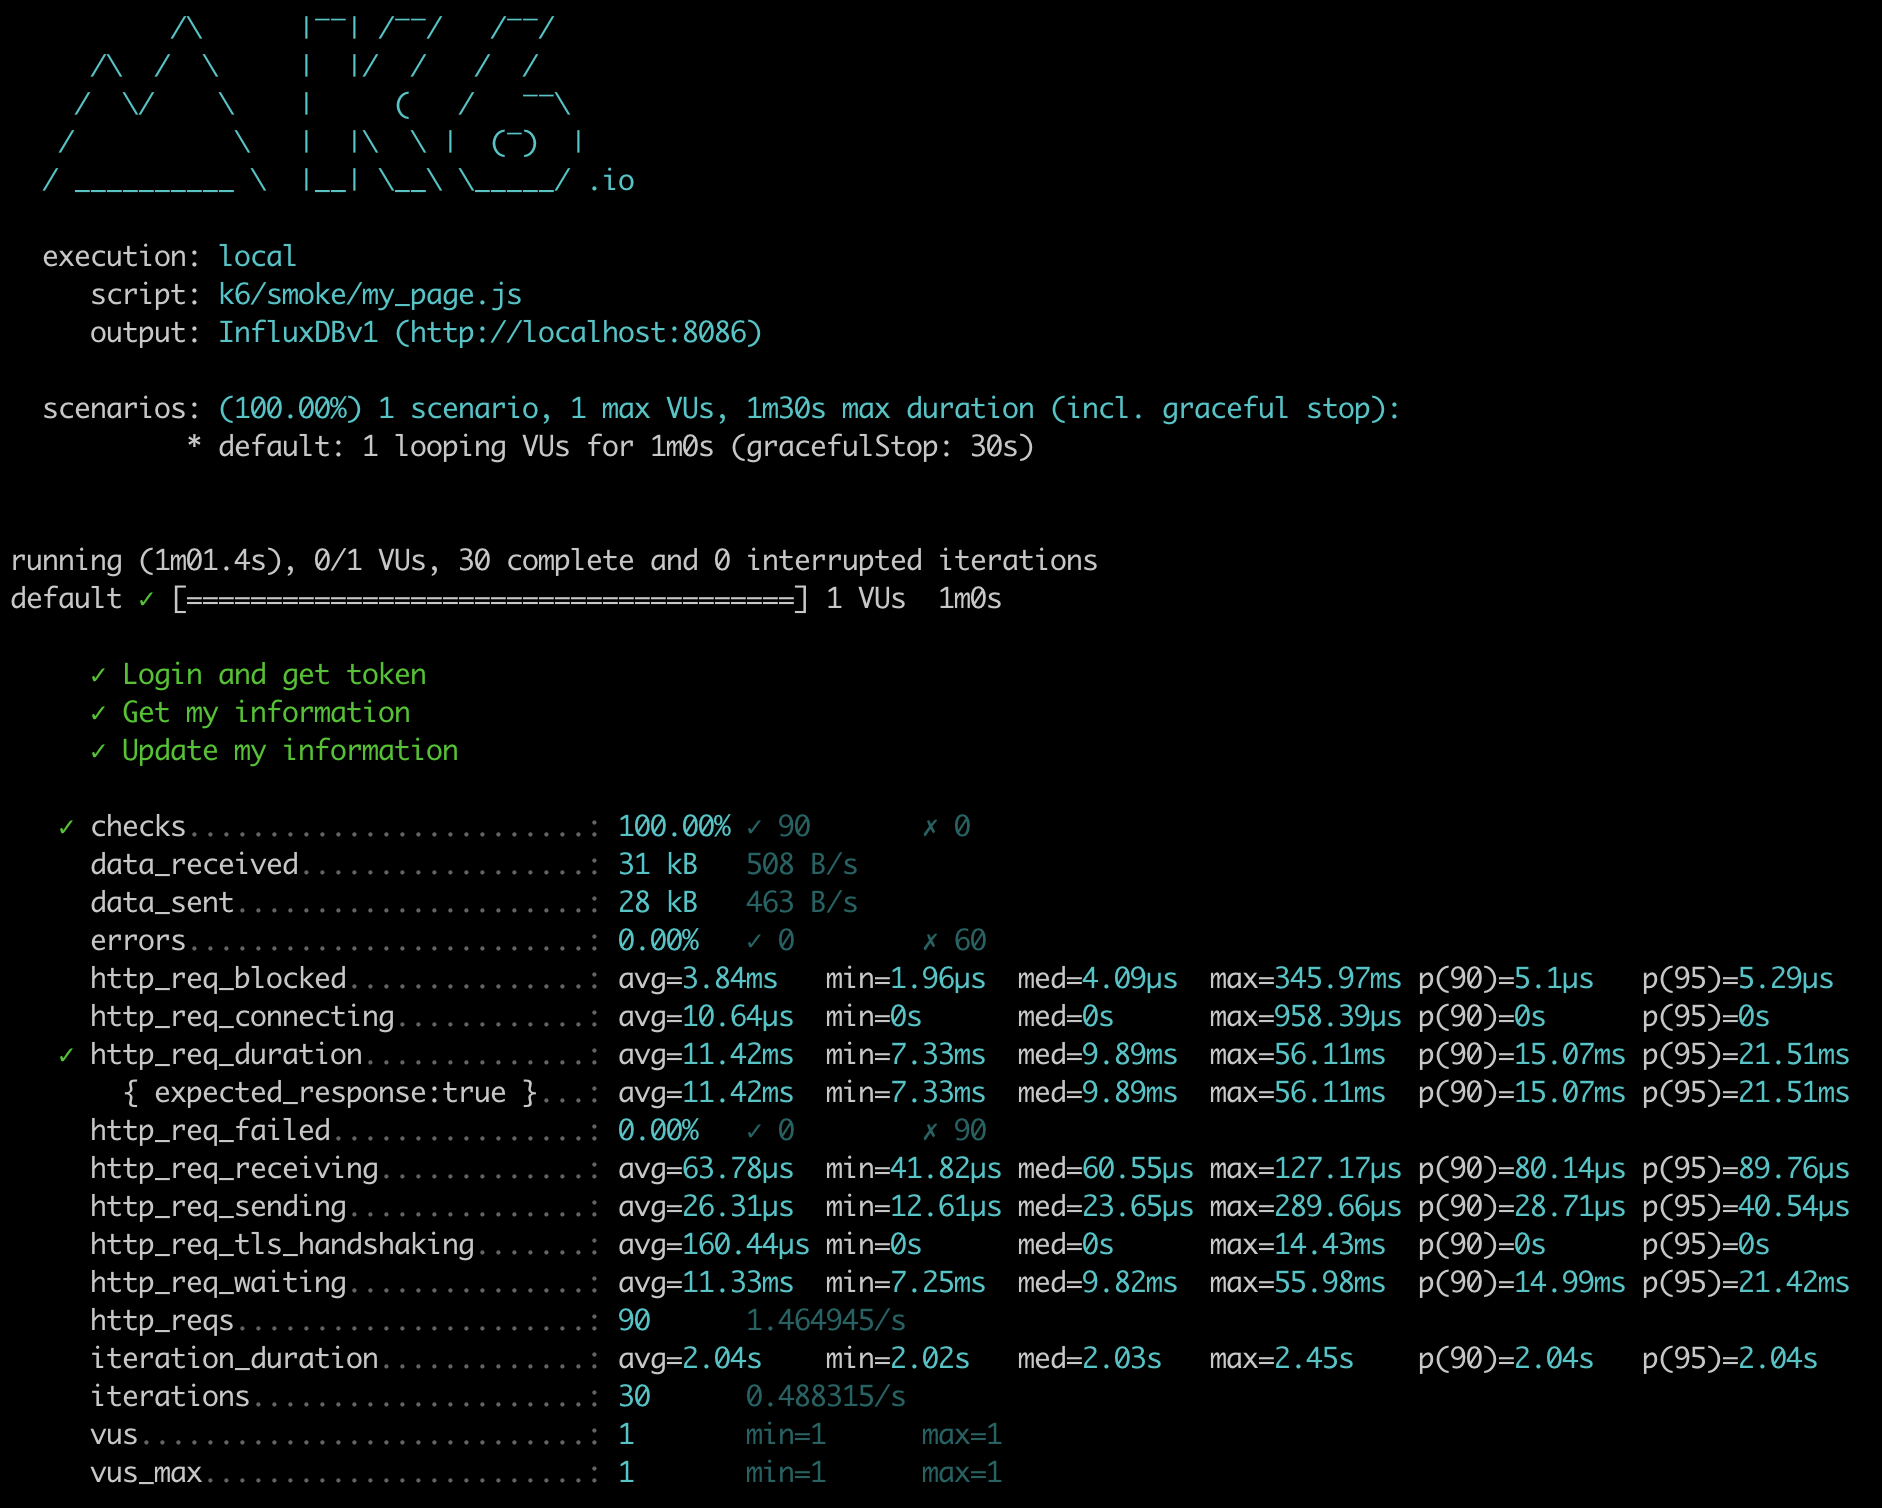 /\      |‾‾| /‾‾/   /‾‾/
     /\  /  \     |  |/  /   /  /
    /  \/    \    |     (   /   ‾‾\
   /          \   |  |\  \ |  (‾)  |
  / __________ \  |__| \__\ \_____/ .io
  execution: local
     script: k6/smoke/my_page.js
     output: InfluxDBv1 (http://localhost:8086)
  scenarios: (100.00%) 1 scenario, 1 max VUs, 1m30s max duration (incl. graceful stop):
           * default: 1 looping VUs for 1m0s (gracefulStop: 30s)
running (1m01.4s), 0/1 VUs, 30 complete and 0 interrupted iterations
default ✓ [======================================] 1 VUs  1m0s
     ✓ Login and get token
     ✓ Get my information
     ✓ Update my information
   ✓ checks.........................: 100.00% ✓ 90       ✗ 0
     data_received..................: 31 kB   508 B/s
     data_sent......................: 28 kB   463 B/s
     errors.........................: 0.00%   ✓ 0        ✗ 60
     http_req_blocked...............: avg=3.84ms   min=1.96µs  med=4.09µs  max=345.97ms p(90)=5.1µs   p(95)=5.29µs
     http_req_connecting............: avg=10.64µs  min=0s      med=0s      max=958.39µs p(90)=0s      p(95)=0s
   ✓ http_req_duration..............: avg=11.42ms  min=7.33ms  med=9.89ms  max=56.11ms  p(90)=15.07ms p(95)=21.51ms
       { expected_response:true }...: avg=11.42ms  min=7.33ms  med=9.89ms  max=56.11ms  p(90)=15.07ms p(95)=21.51ms
     http_req_failed................: 0.00%   ✓ 0        ✗ 90
     http_req_receiving.............: avg=63.78µs  min=41.82µs med=60.55µs max=127.17µs p(90)=80.14µs p(95)=89.76µs
     http_req_sending...............: avg=26.31µs  min=12.61µs med=23.65µs max=289.66µs p(90)=28.71µs p(95)=40.54µs
     http_req_tls_handshaking.......: avg=160.44µs min=0s      med=0s      max=14.43ms  p(90)=0s      p(95)=0s
     http_req_waiting...............: avg=11.33ms  min=7.25ms  med=9.82ms  max=55.98ms  p(90)=14.99ms p(95)=21.42ms
     http_reqs......................: 90      1.464945/s
     iteration_duration.............: avg=2.04s    min=2.02s   med=2.03s   max=2.45s    p(90)=2.04s   p(95)=2.04s
     iterations.....................: 30      0.488315/s
     vus............................: 1       min=1      max=1
     vus_max........................: 1       min=1      max=1